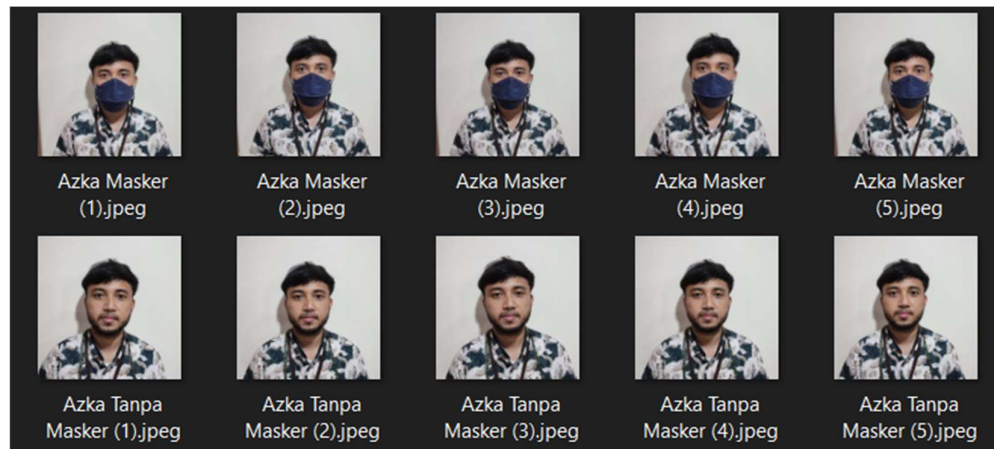 Azka Masker
(1).jpeg
Azka Masker
(2).jpeg
Azka Masker
(3).jpeg
Azka Masker
(4).jpeg
Azka Masker
(5).jpeg
Azka Tanpa
Masker (1).jpeg
Azka Tanpa
Masker (2).jpeg
Azka Tanpa
Masker (3).jpeg
Azka Tanpa
Masker (4).jpeg
Azka Tanpa
Masker (5).jpeg